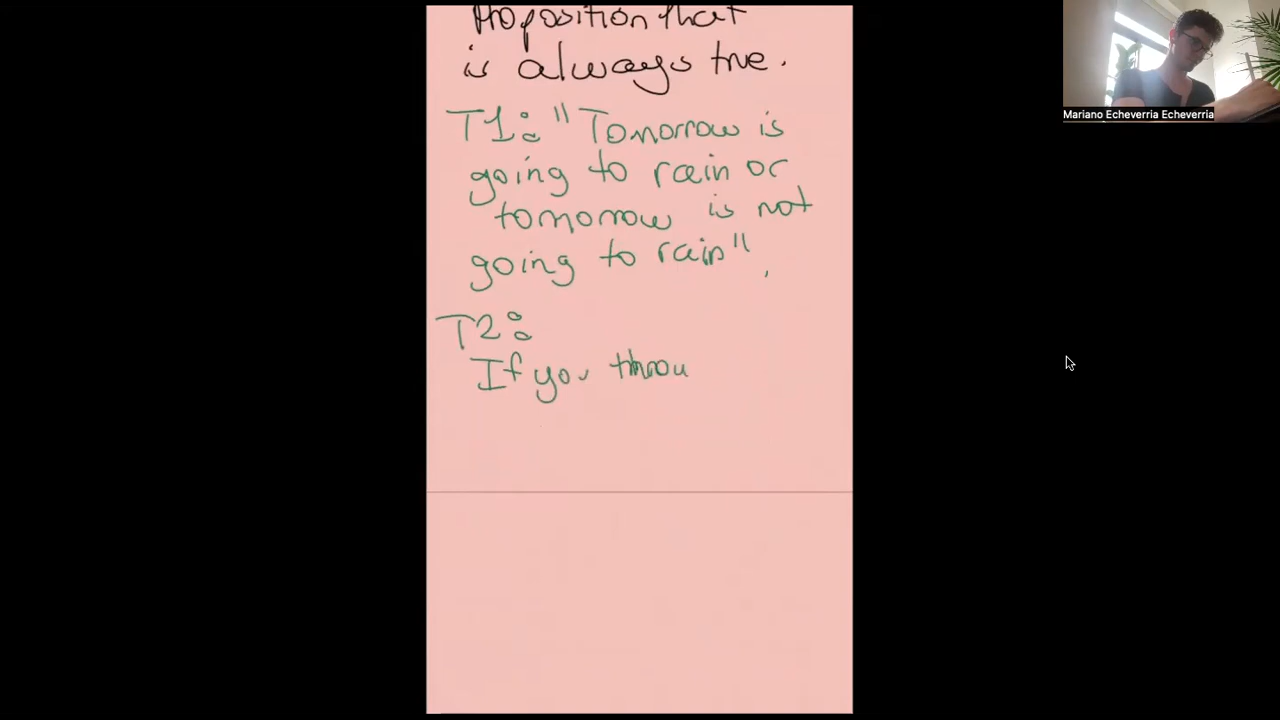 Proposition that
is always true.
T1: "Tomorrow is
going to rain or
tomorrow is not
going to rain".
T2:
If you throu
Mariano Echeverria Echeverria